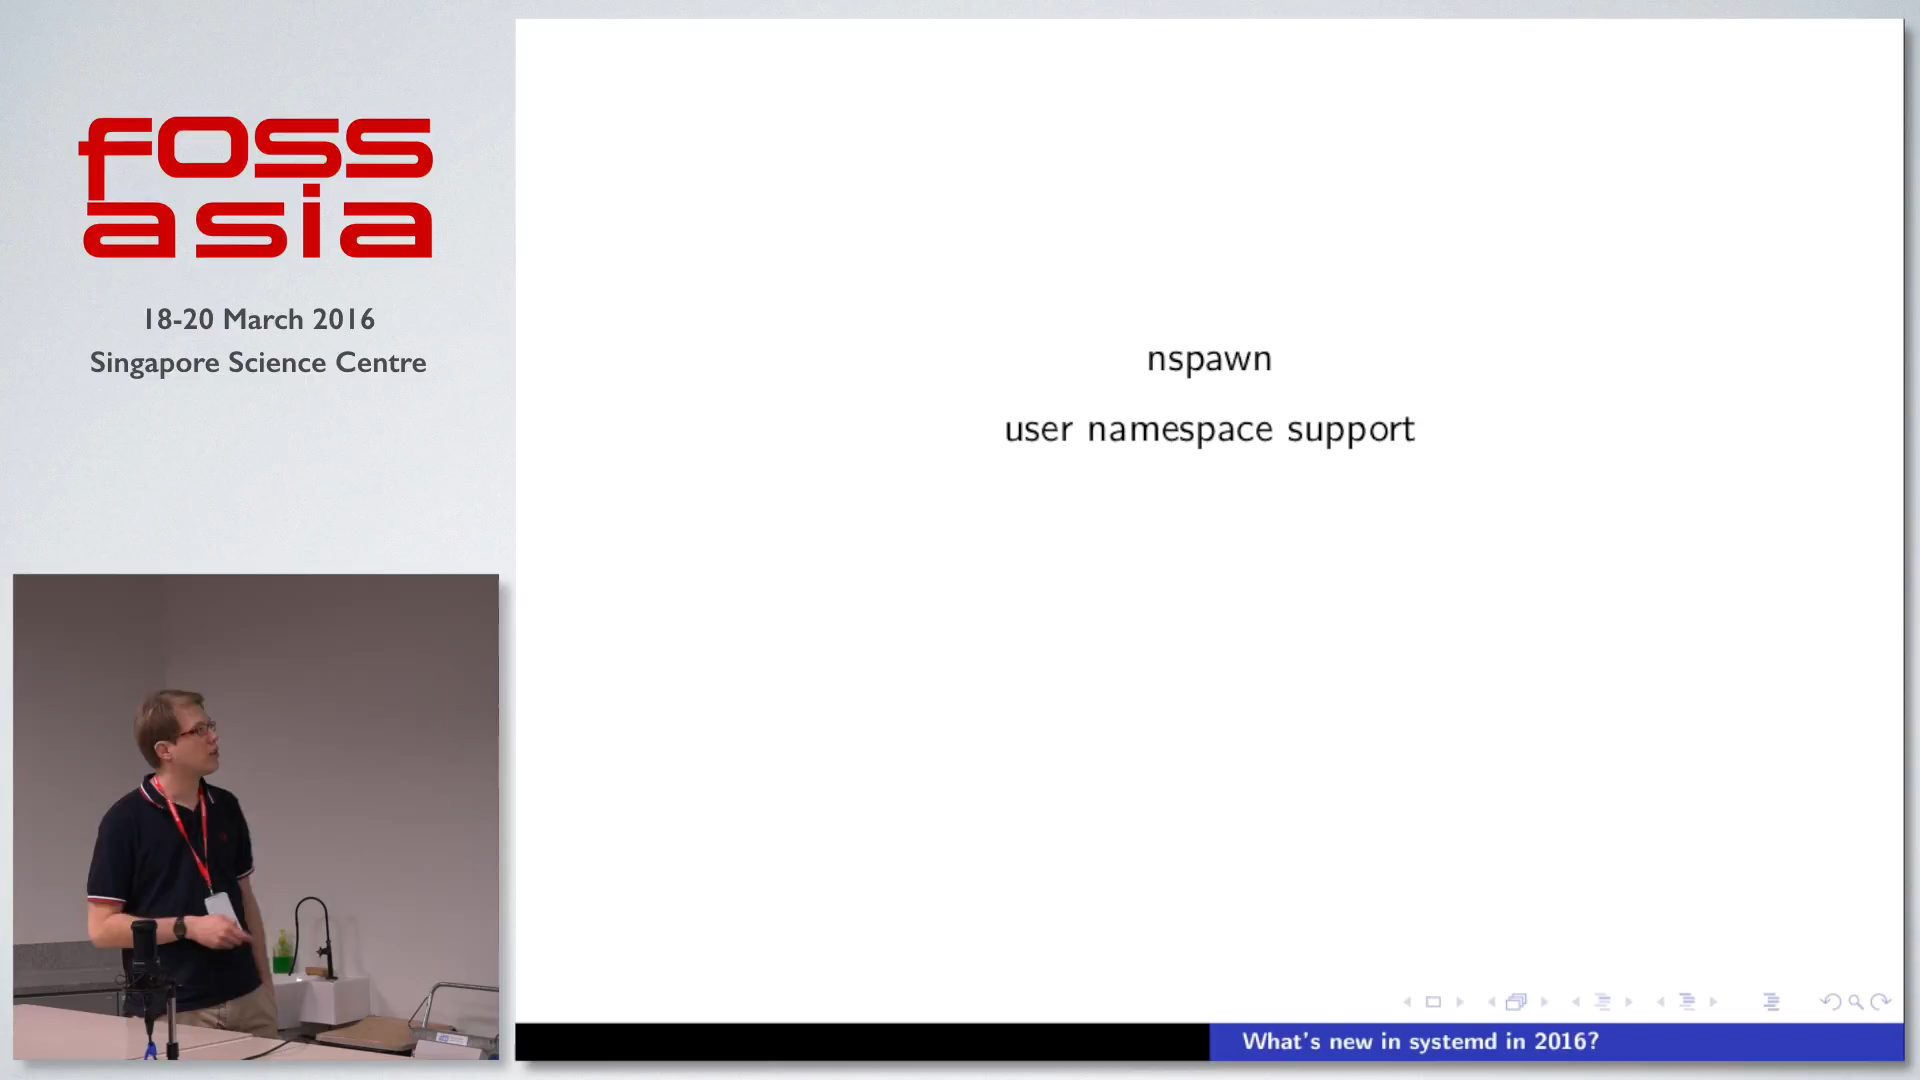 foss
asia
18-20 March 2016
Singapore Science Centre
nspawn
user namespace support
What's new in systemd in 2016?